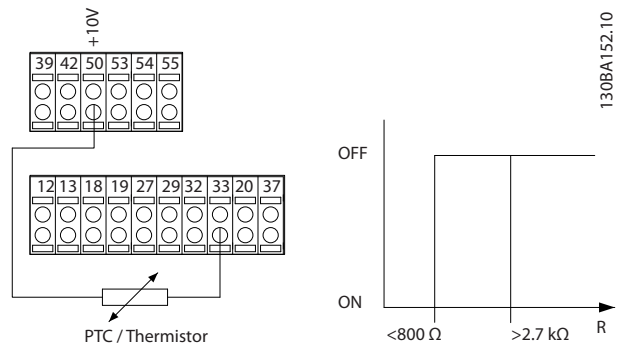 +10V
39 42 50 53 54 55
12 13 18 19 27 29 32 33 20 37
PTC / Thermistor
130BA152.10
OFF
ON
<800 Ω >2.7 kΩ R